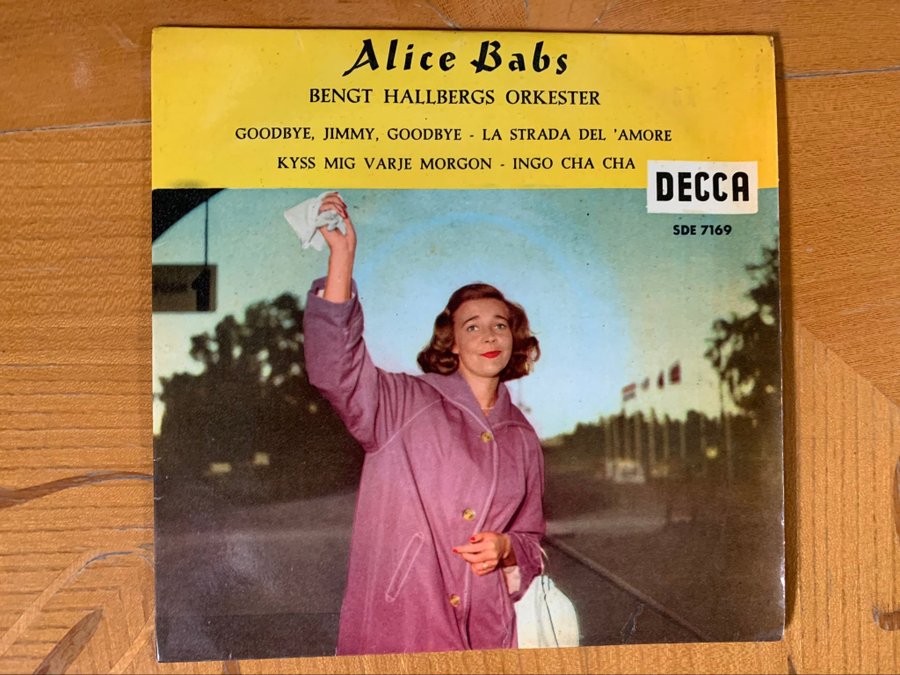 Alice Babs
BENGT HALLBERGS ORKESTER
GOODBYE, JIMMY, GOODBYE - LA STRADA DEL 'AMORE
KYSS MIG VARJE MORGON - INGO CHA CHA
DECCA
SDE 7169
1